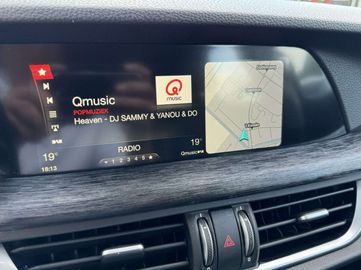 Qmusic
POPMUZIEK
Heaven - DJ SAMMY & YANOU & DO
Q
music
19°
RADIO
19°
18:13
1 2 3 4 5
Qmusic